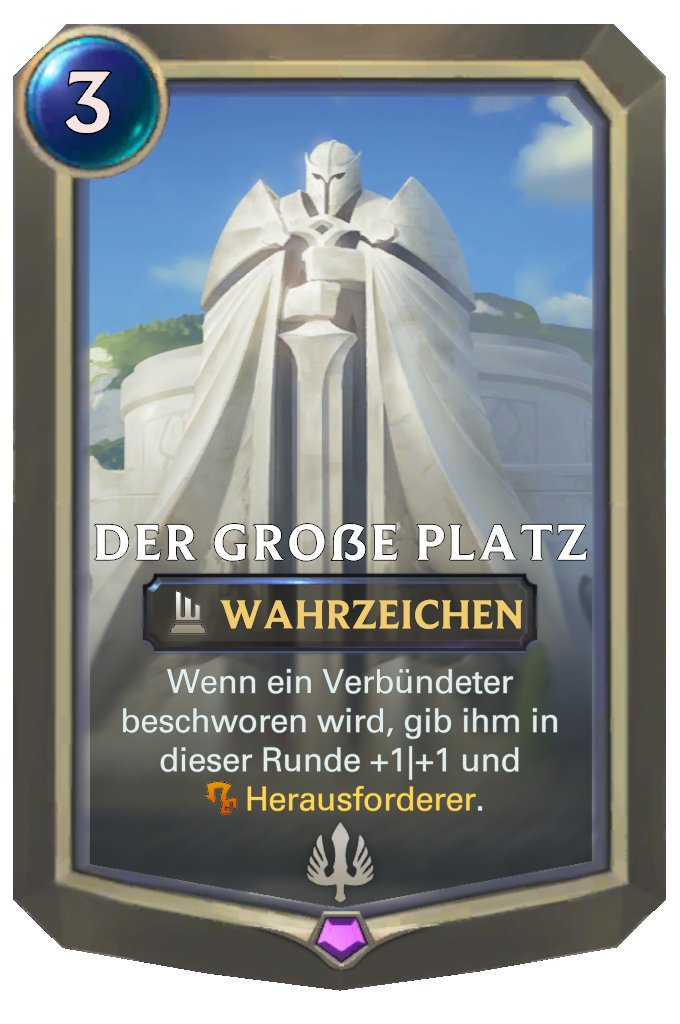 3
DER GROẞE PLATZ
WAHRZEICHEN
Wenn ein Verbündeter
beschworen wird, gib ihm in
dieser Runde +1|+1 und
Herausforderer.